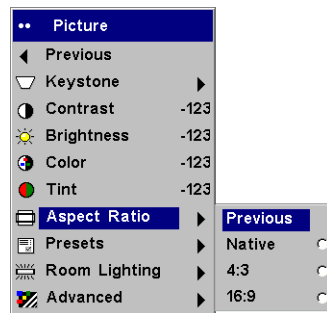 Picture
Previous
Keystone
Contrast -123
Brightness -123
Color -123
Tint -123
Aspect Ratio
Presets
Room Lighting
Advanced
Previous
Native
4:3
16:9